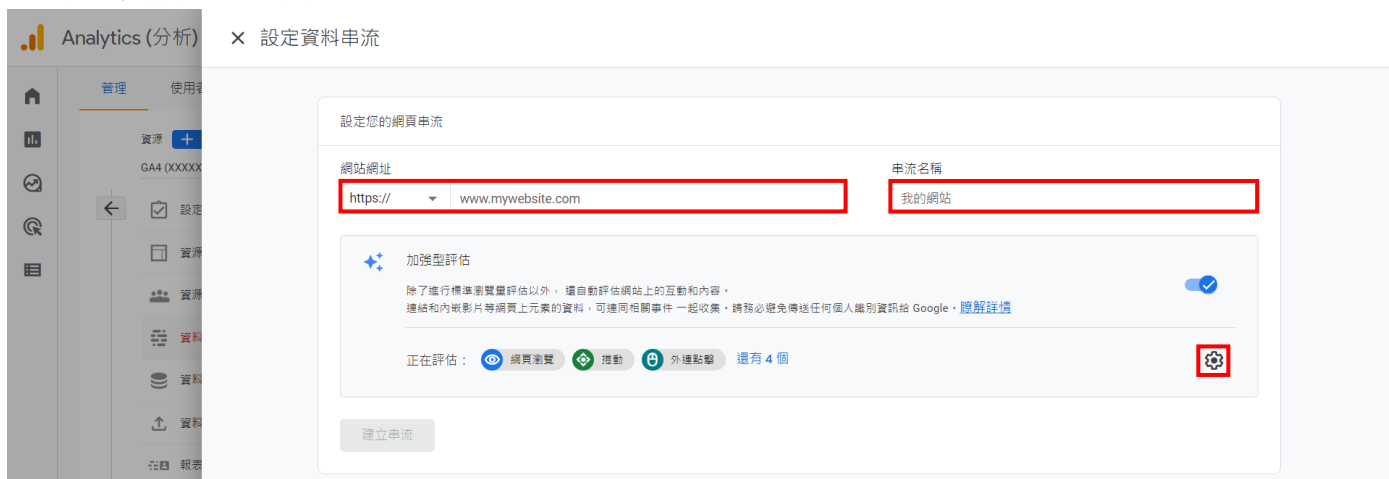 Analytics (分析)
× 設定資料串流
管理
使用者
設定您的網頁串流
資源
GA4 (XXXXX
網站網址
串流名稱
https://
www.mywebsite.com
我的網站
設定
資源
資源
資料
資料
資料
報表
加強型評估
除了進行標準瀏覽量評估以外，還自動評估網站上的互動和內容。
連結和內嵌影片等網頁上元素的資料，可連同相關事件 一起收集。請務必避免傳送任何個人識別資訊給 Google。瞭解詳情
正在評估： 網頁瀏覽 捲動 外連點擊 還有 4 個
建立串流